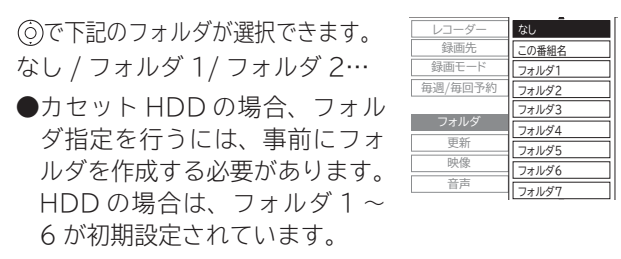 で下記のフォルダが選択できます。
なし / フォルダ 1/ フォルダ 2…
●カセット HDD の場合、フォル
ダ指定を行うには、事前にフォ
ルダを作成する必要があります。
HDD の場合は、フォルダ 1 ～
6 が初期設定されています。
レコーダー
録画先
録画モード
毎週/毎回予約
フォルダ
更新
映像
音声
なし
この番組名
フォルダ1
フォルダ2
フォルダ3
フォルダ4
フォルダ5
フォルダ6
フォルダ7